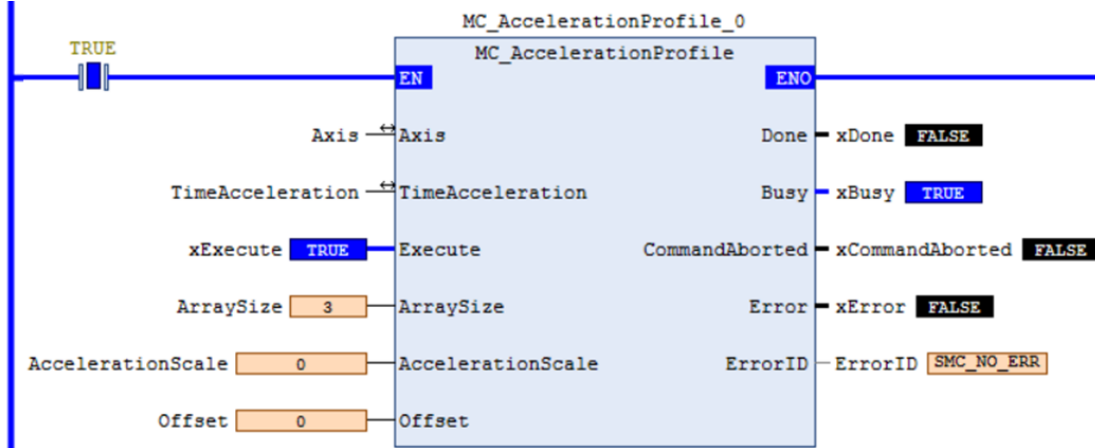 MC_AccelerationProfile_0
TRUE MC_AccelerationProfile
EN ENO
Axis Axis Done xDone FALSE
TimeAcceleration TimeAcceleration Busy xBusy TRUE
xExecute TRUE Execute CommandAborted xCommandAborted FALSE
ArraySize 3 ArraySize Error xError FALSE
AccelerationScale 0 AccelerationScale ErrorID ErrorID SMC_NO_ERR
Offset 0 Offset